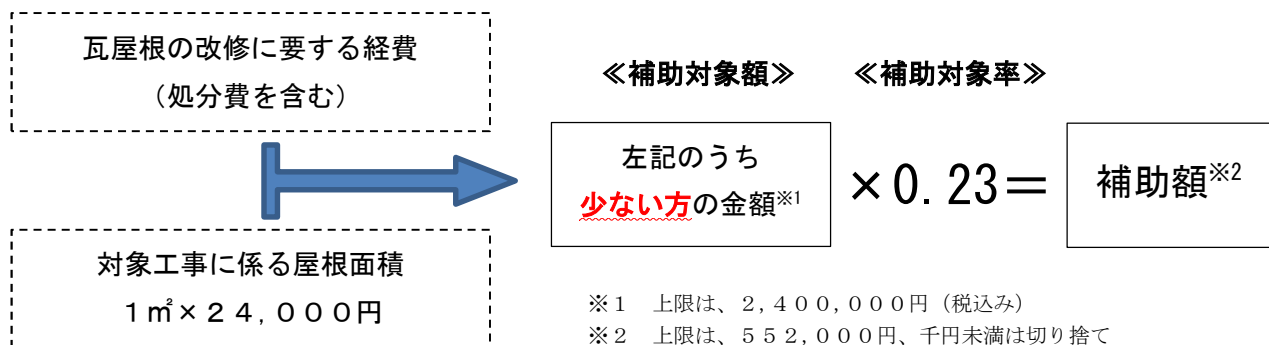 瓦屋根の改修に要する経費
（処分費を含む）
≪補助対象額≫
≪補助対象率≫
左記のうち
少ない方の金額※1
×0.23＝
補助額※2
対象工事に係る屋根面積
１㎡×２４,０００円
※１　上限は、２,４００,０００円（税込み）
※２　上限は、５５２,０００円、千円未満は切り捨て